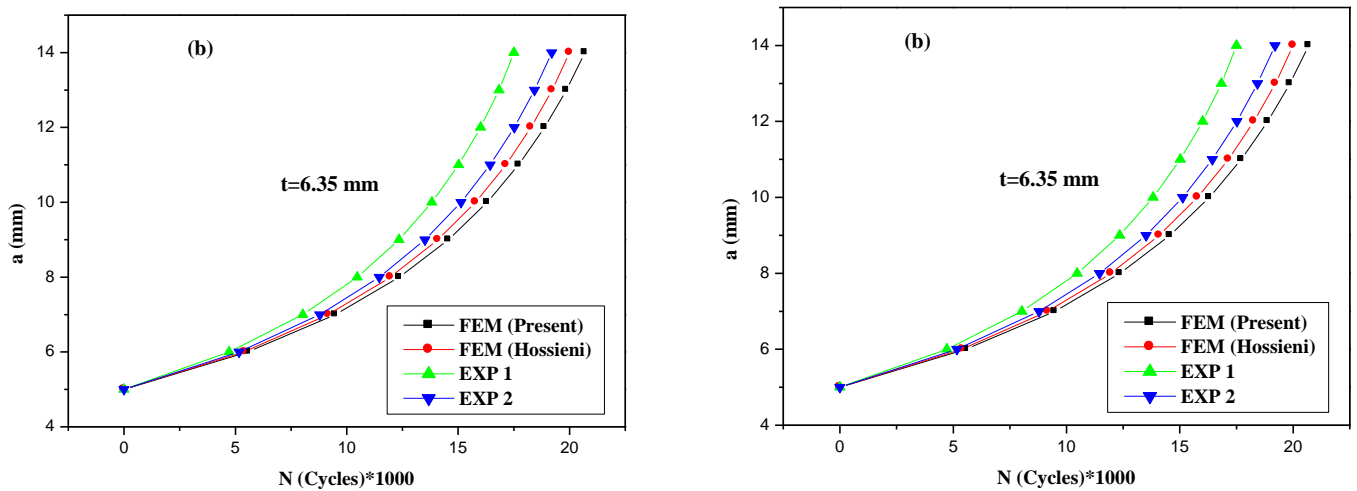 (b)
14
12
10
8
6
4
a (mm)
t=6.35 mm
FEM (Present)
FEM (Hossieni)
EXP 1
EXP 2
0 5 10 15 20
N (Cycles)*1000
(b)
14
12
10
8
6
4
a (mm)
t=6.35 mm
FEM (Present)
FEM (Hossieni)
EXP 1
EXP 2
0 5 10 15 20
N (Cycles)*1000